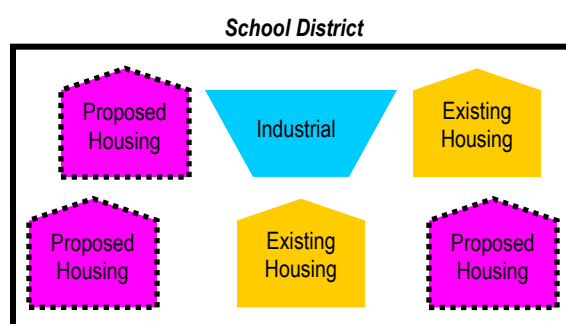 School District
Proposed
Housing
Industrial
Existing
Housing
Proposed
Housing
Existing
Housing
Proposed
Housing